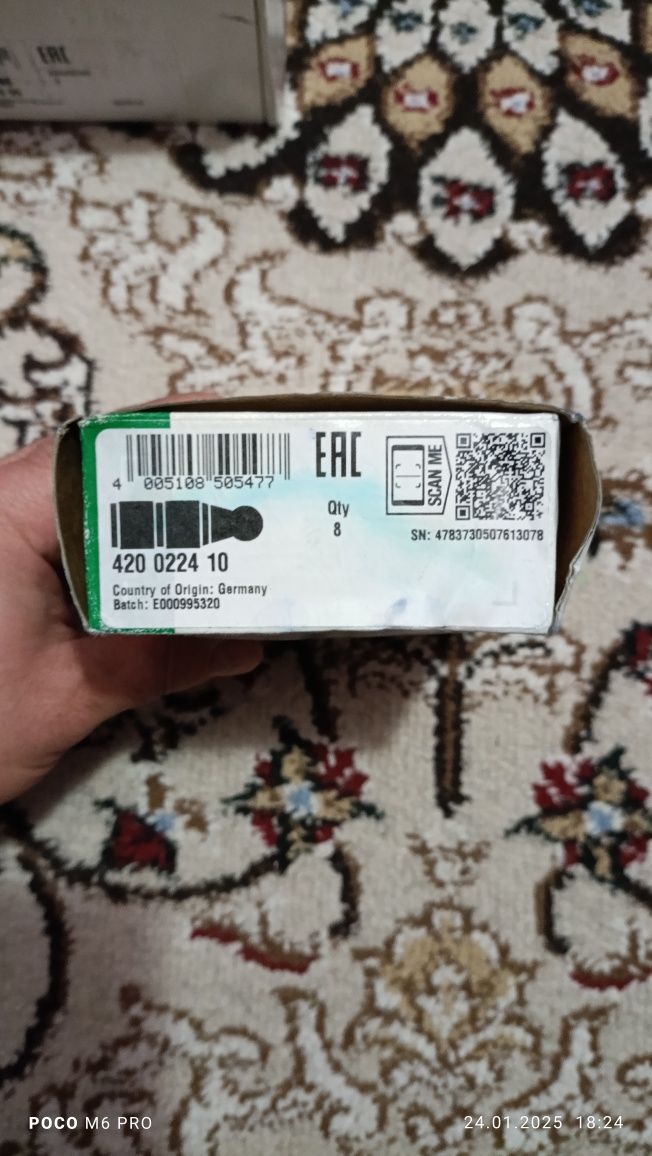 EAC
4 005108 505477
EAC
SCAN ME
Qty
8
SN: 4783730507613078
420 0224 10
Country of Origin: Germany
Batch: E000995320
POCO M6 PRO
24.01.2025 18:24